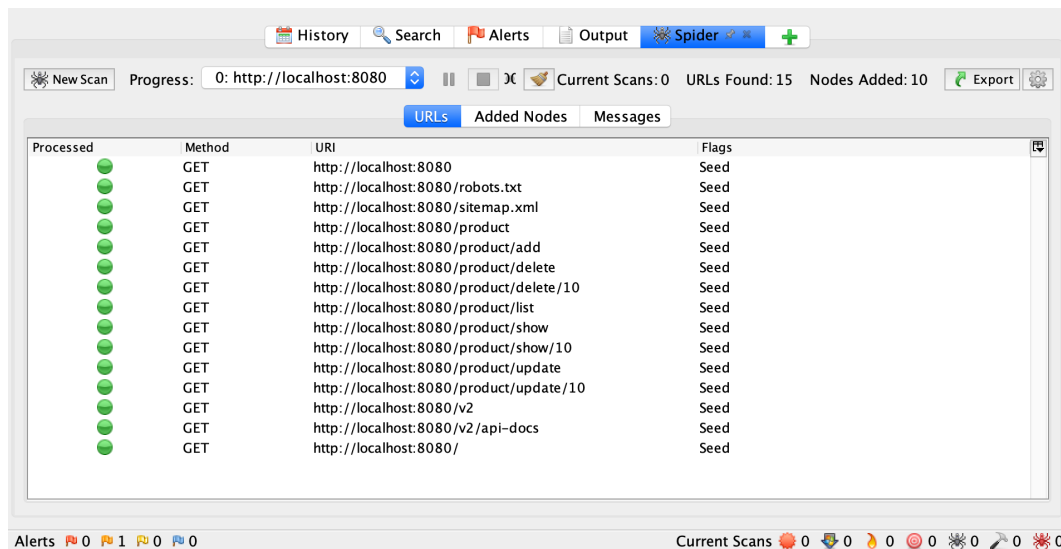 History Search Alerts Output Spider
New Scan Progress: 0: http://localhost:8080 Current Scans: 0 URLs Found: 15 Nodes Added: 10 Export
URLs Added Nodes Messages
Processed Method URI Flags
GET http://localhost:8080 Seed
GET http://localhost:8080/robots.txt Seed
GET http://localhost:8080/sitemap.xml Seed
GET http://localhost:8080/product Seed
GET http://localhost:8080/product/add Seed
GET http://localhost:8080/product/delete Seed
GET http://localhost:8080/product/delete/10 Seed
GET http://localhost:8080/product/list Seed
GET http://localhost:8080/product/show Seed
GET http://localhost:8080/product/show/10 Seed
GET http://localhost:8080/product/update Seed
GET http://localhost:8080/product/update/10 Seed
GET http://localhost:8080/v2 Seed
GET http://localhost:8080/v2/api-docs Seed
GET http://localhost:8080/ Seed
Alerts 0 1 0 0 Current Scans 0 0 0 0 0 0 0